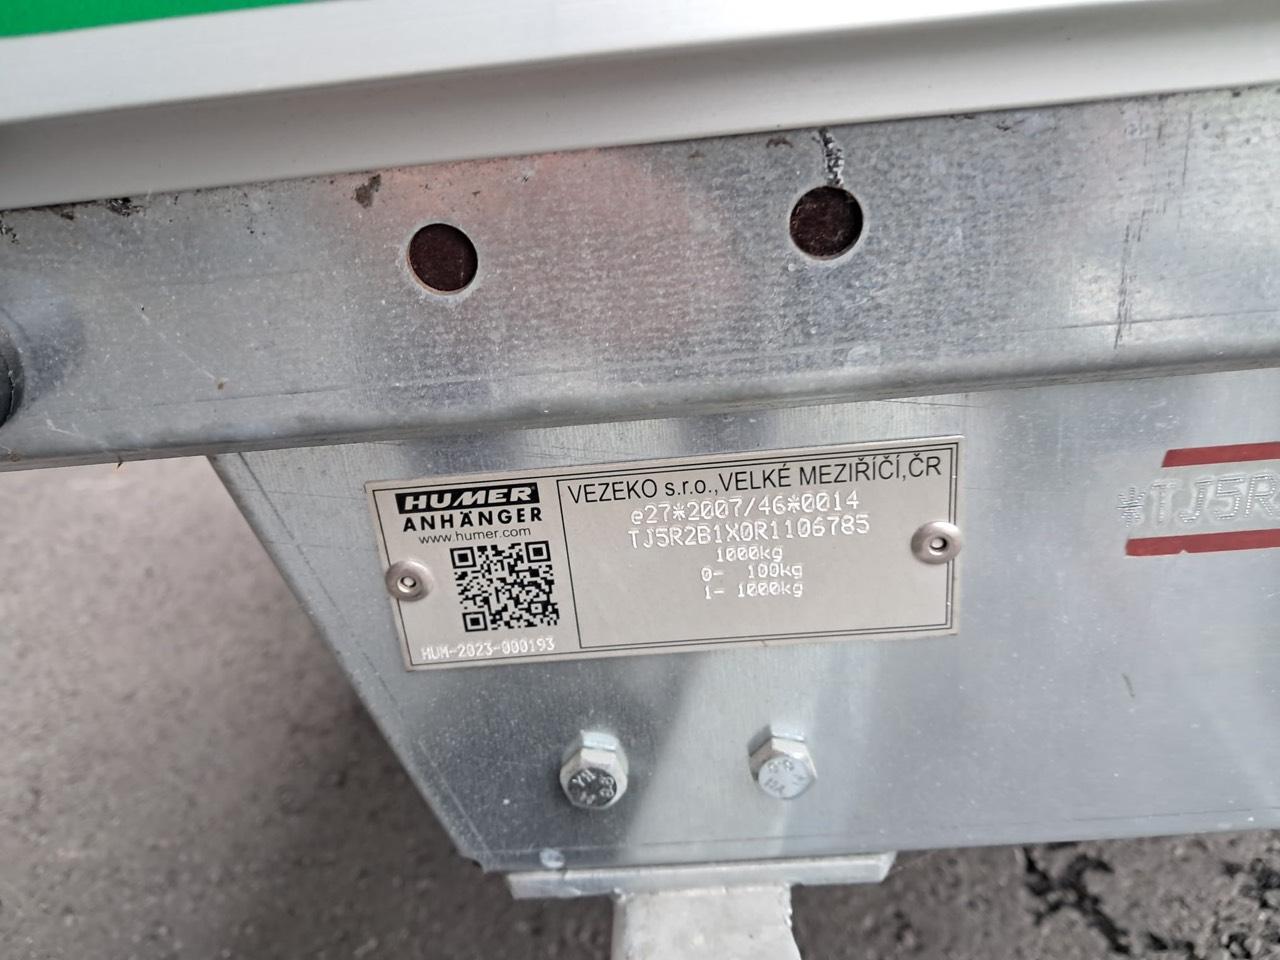 HUMER
ANHÄNGER
www.humer.com
HUM-2023-000193
VEZEKO s.r.o.,VELKÉ MEZIŘÍČÍ,ČR
e27*2007/46*0014
TJ5R2B1X0R1106785
1000kg
0- 100kg
1- 1000kg
*TJ5R